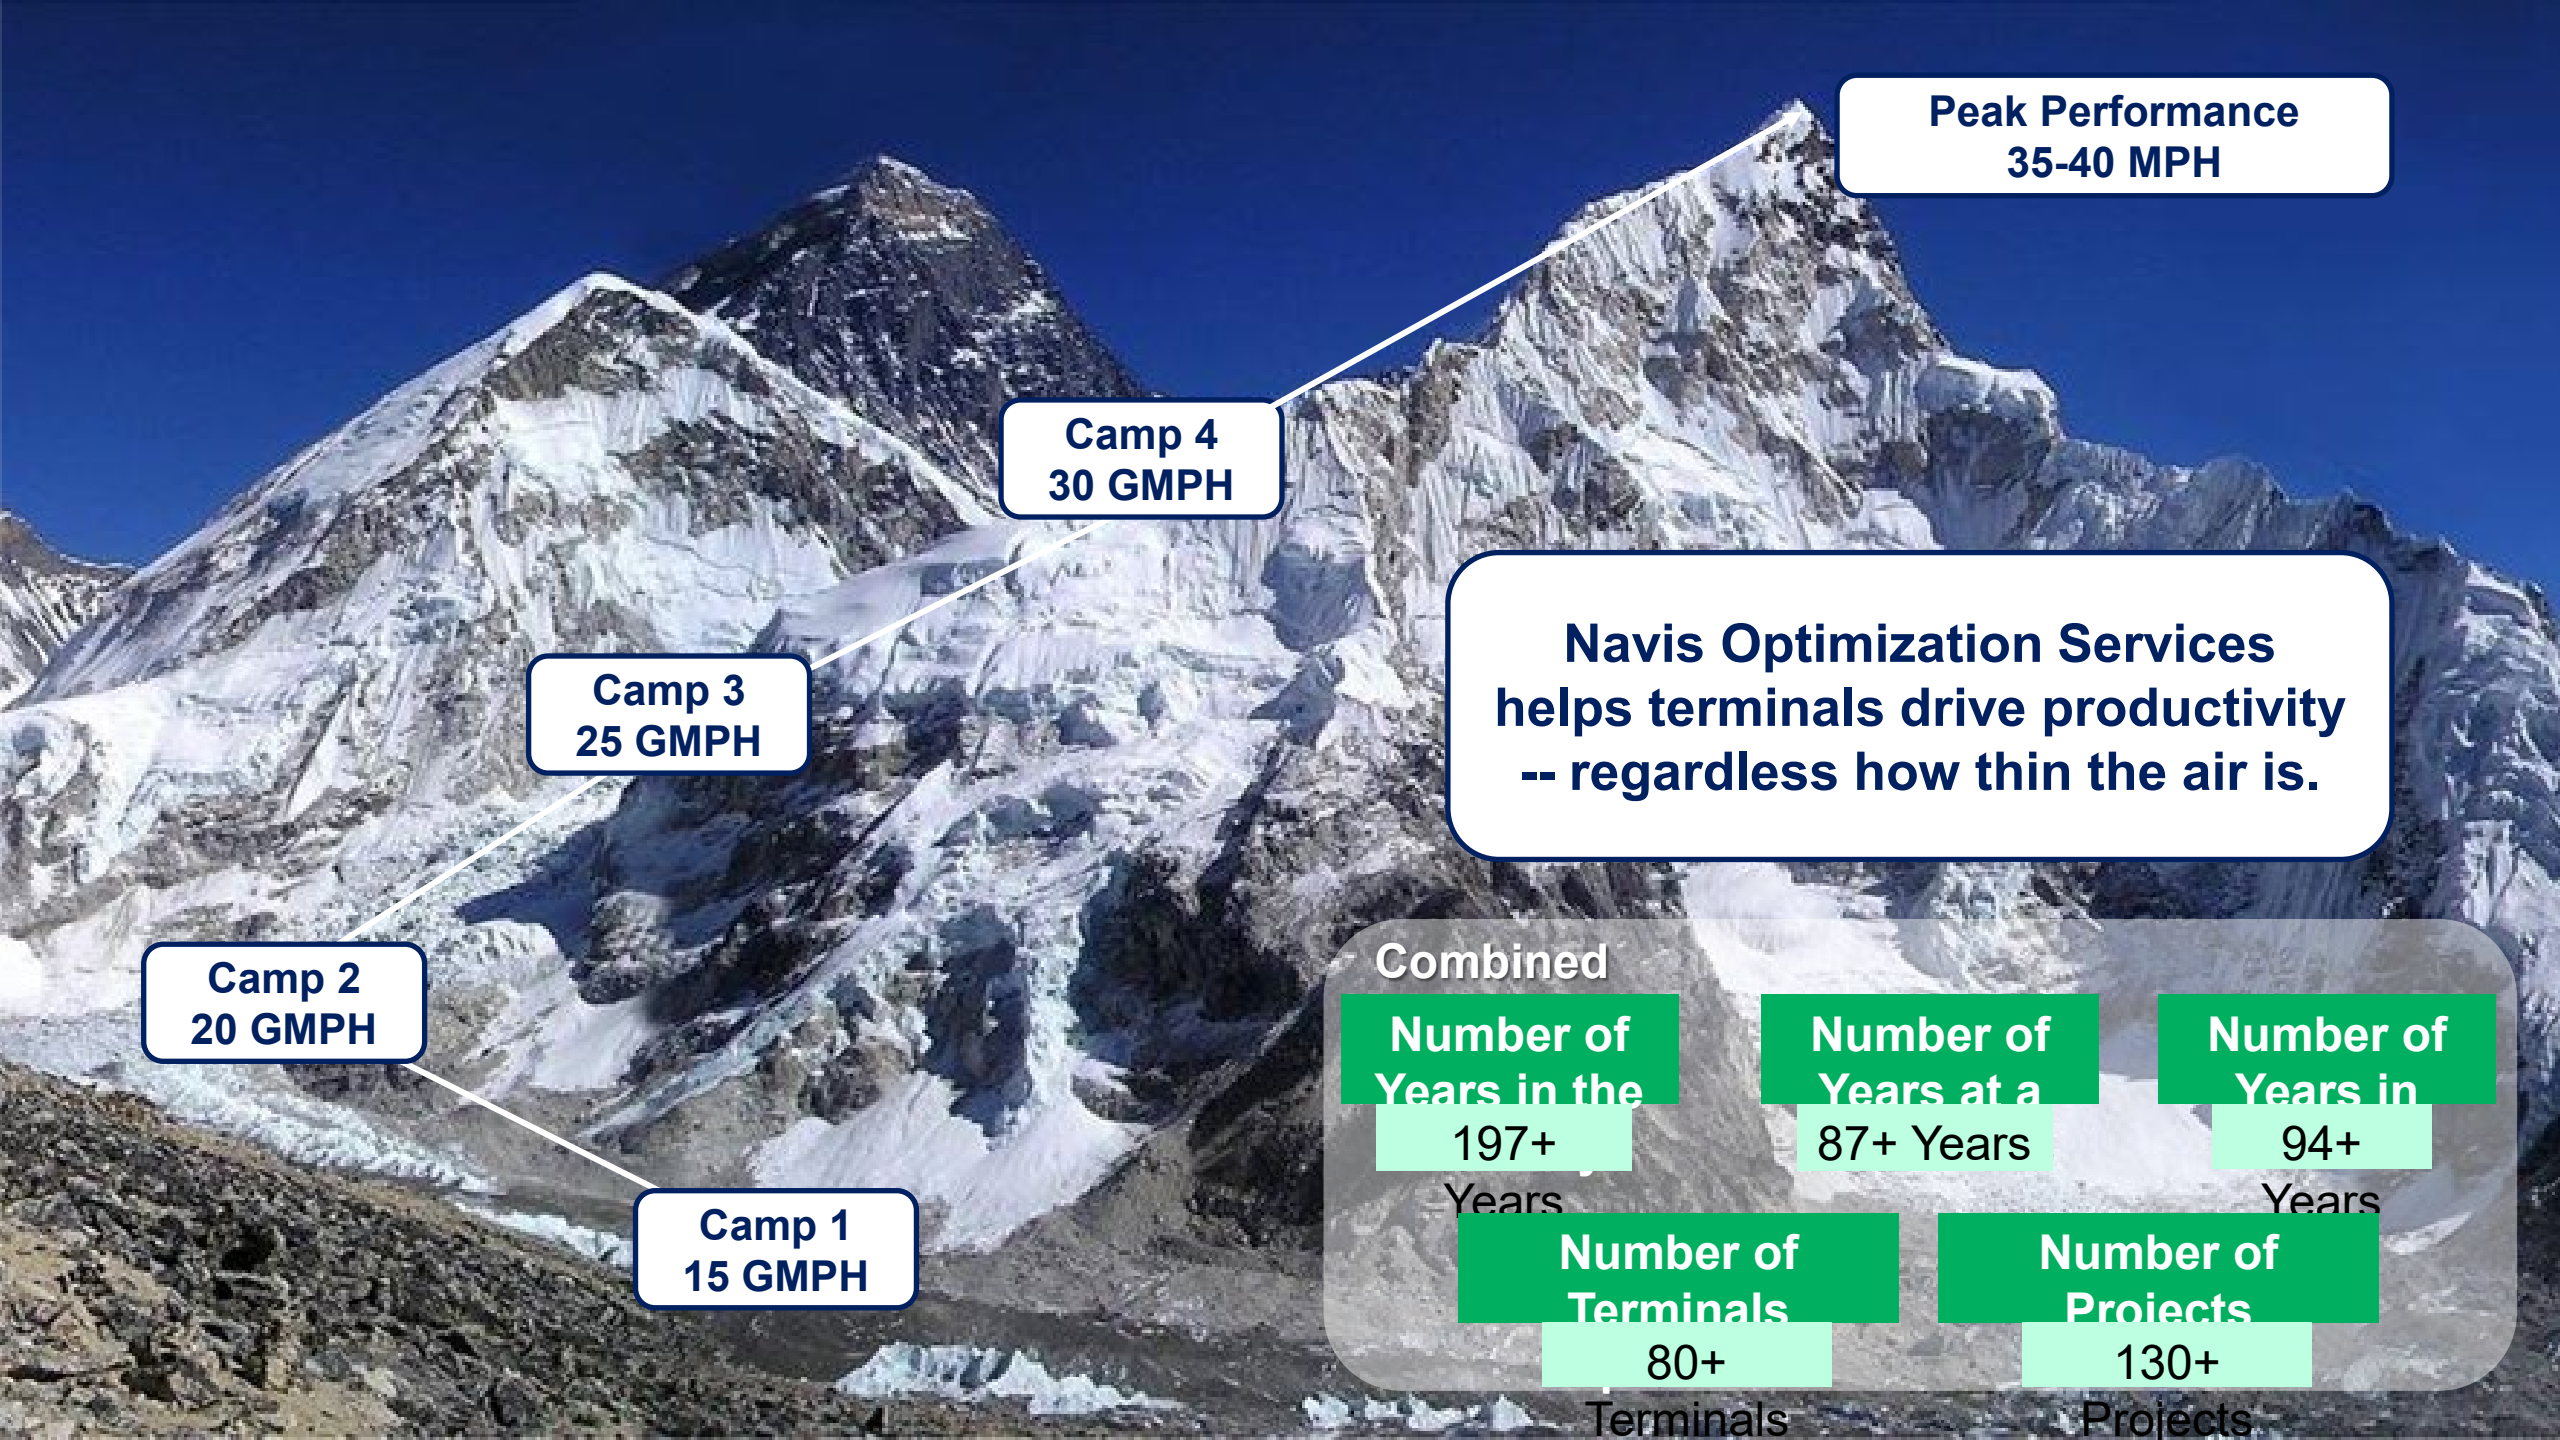 Peak Performance
35-40 MPH
Camp 4
30 GMPH
Navis Optimization Services
helps terminals drive productivity
-- regardless how thin the air is.
Camp 3
25 GMPH
Camp 2
20 GMPH
Camp 1
15 GMPH
Combined
Number of
Years in the
197+
Years
Number of
Years at a
87+ Years
Number of
Years in
94+
Years
Number of
Terminals
80+
Terminals
Number of
Projects
130+
Projects